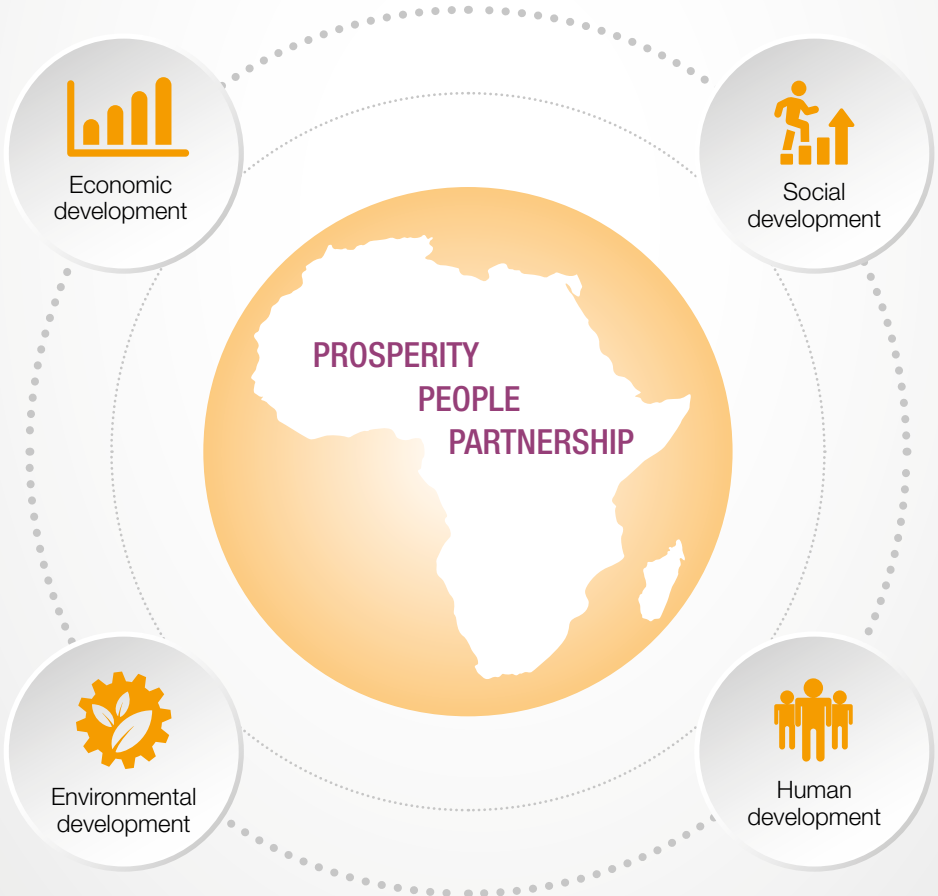 Economic
development
Social
development
PROSPERITY
PEOPLE
PARTNERSHIP
Environmental
development
Human
development